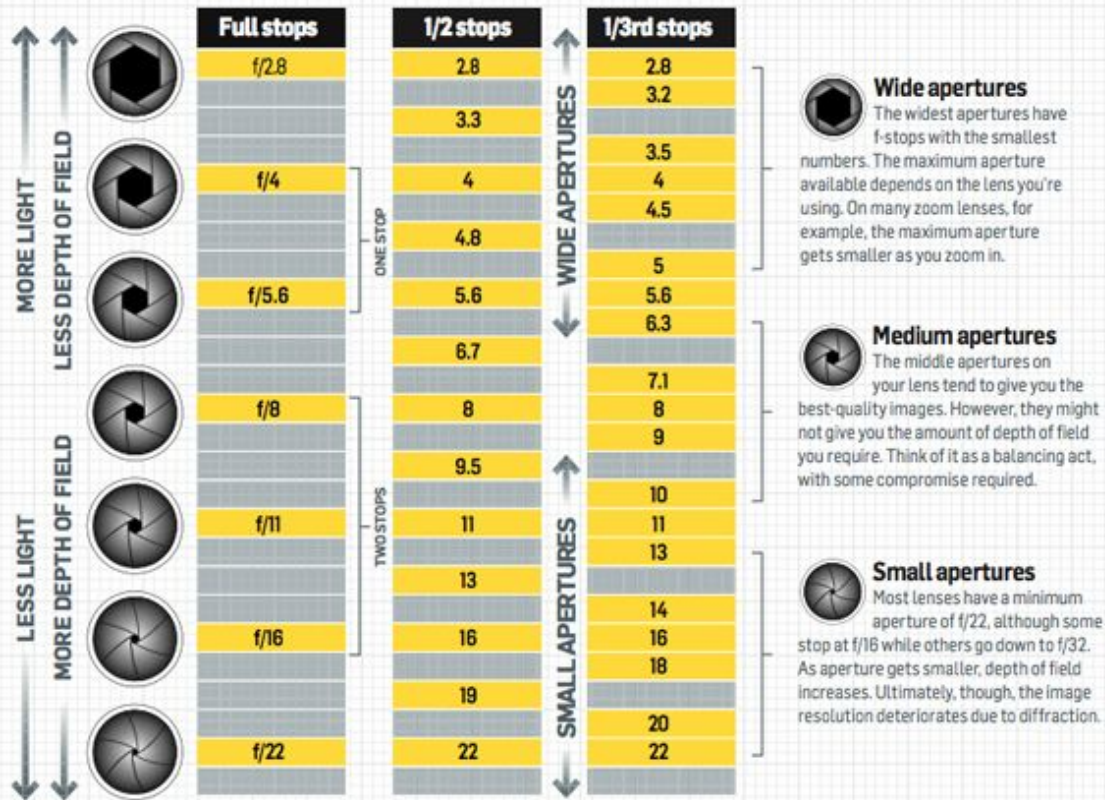 MORE LIGHT
LESS LIGHT
LESS DEPTH OF FIELD
MORE DEPTH OF FIELD
Full stops
f/2.8
f/4
f/5.6
f/8
f/11
f/16
f/22
ONE STOP
TWO STOPS
1/2 stops
2.8
3.3
4
4.8
5.6
6.7
8
9.5
11
13
16
19
22
WIDE APERTURES
SMALL APERTURES
1/3rd stops
2.8
3.2
3.5
4
4.5
5
5.6
6.3
7.1
8
9
10
11
13
14
16
18
20
22
Wide apertures
The widest apertures have
f-stops with the smallest
numbers. The maximum aperture
available depends on the lens you're
using. On many zoom lenses, for
example, the maximum aperture
gets smaller as you zoom in.
Medium apertures
The middle apertures on
your lens tend to give you the
best-quality images. However, they might
not give you the amount of depth of field
you require. Think of it as a balancing act,
with some compromise required.
Small apertures
Most lenses have a minimum
aperture of f/22, although some
stop at f/16 while others go down to f/32.
As aperture gets smaller, depth of field
increases. Ultimately, though, the image
resolution deteriorates due to diffraction.